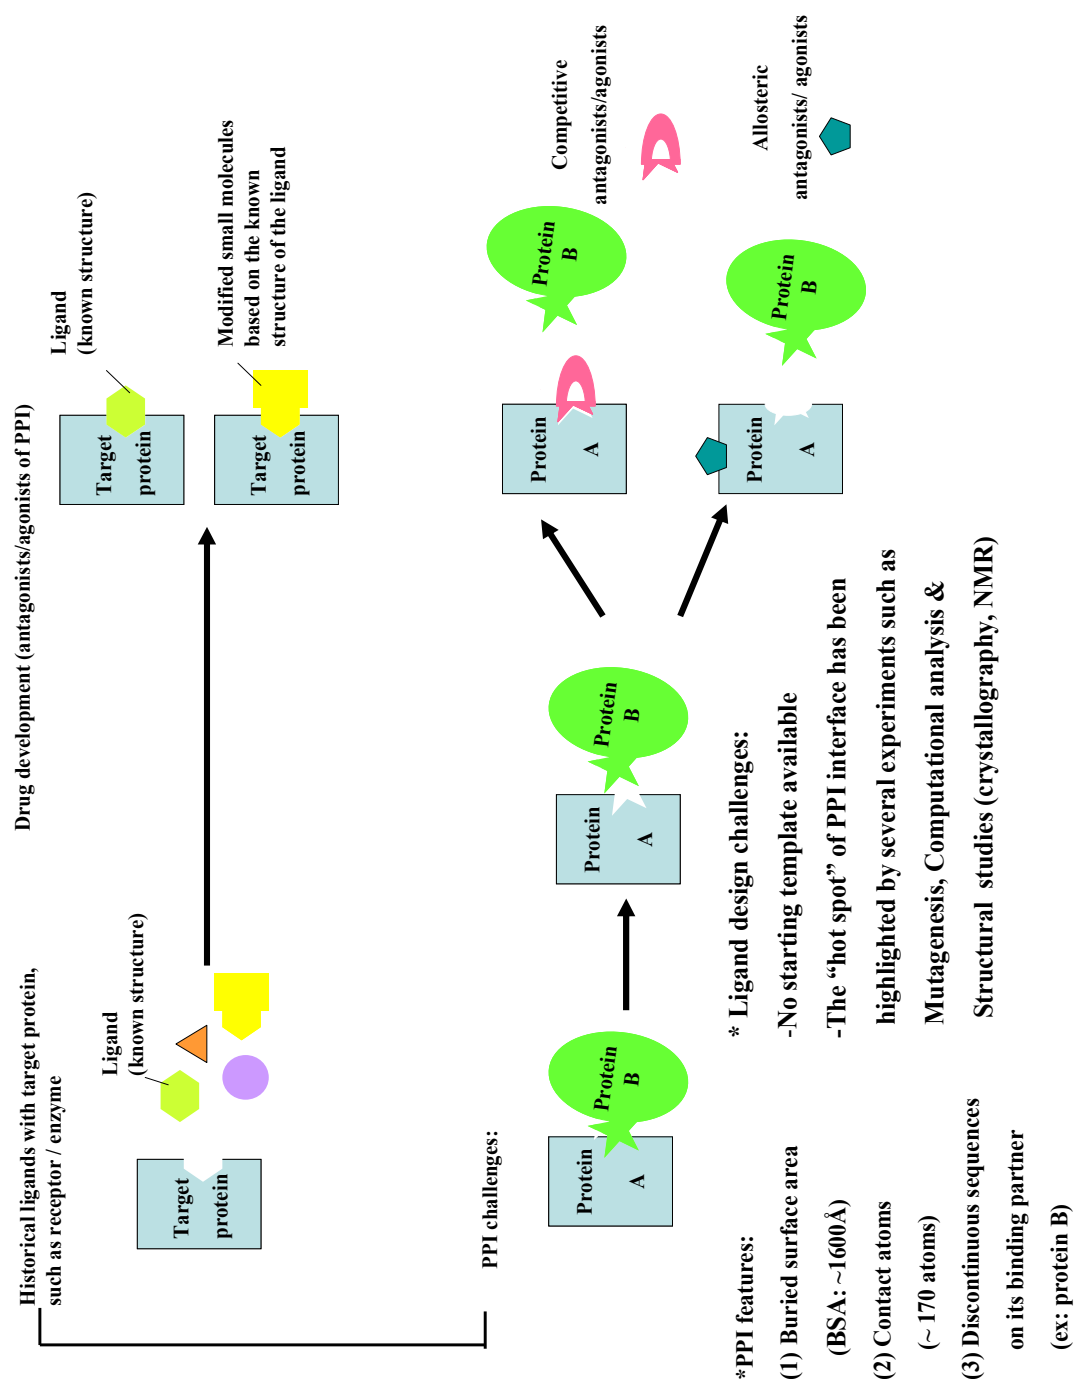 Historical ligands with target protein,
such as receptor / enzyme
Drug development (antagonists/agonists of PPI)
Target
protein
Ligand
(known structure)
Target
protein
Ligand
(known structure)
Target
protein
Modified small molecules
based on the known
structure of the ligand
PPI challenges:
Protein
A
Protein
B
Protein
A
Protein
B
Protein
A
Protein
B
Competitive
antagonists/agonists
Protein
A
Protein
B
Allosteric
antagonists/ agonists
*PPI features:
(1) Buried surface area
(BSA: ~1600Å)
(2) Contact atoms
(~ 170 atoms)
(3) Discontinuous sequences
on its binding partner
(ex: protein B)
* Ligand design challenges:
-No starting template available
-The “hot spot” of PPI interface has been
highlighted by several experiments such as
Mutagenesis, Computational analysis &
Structural studies (crystallography, NMR)